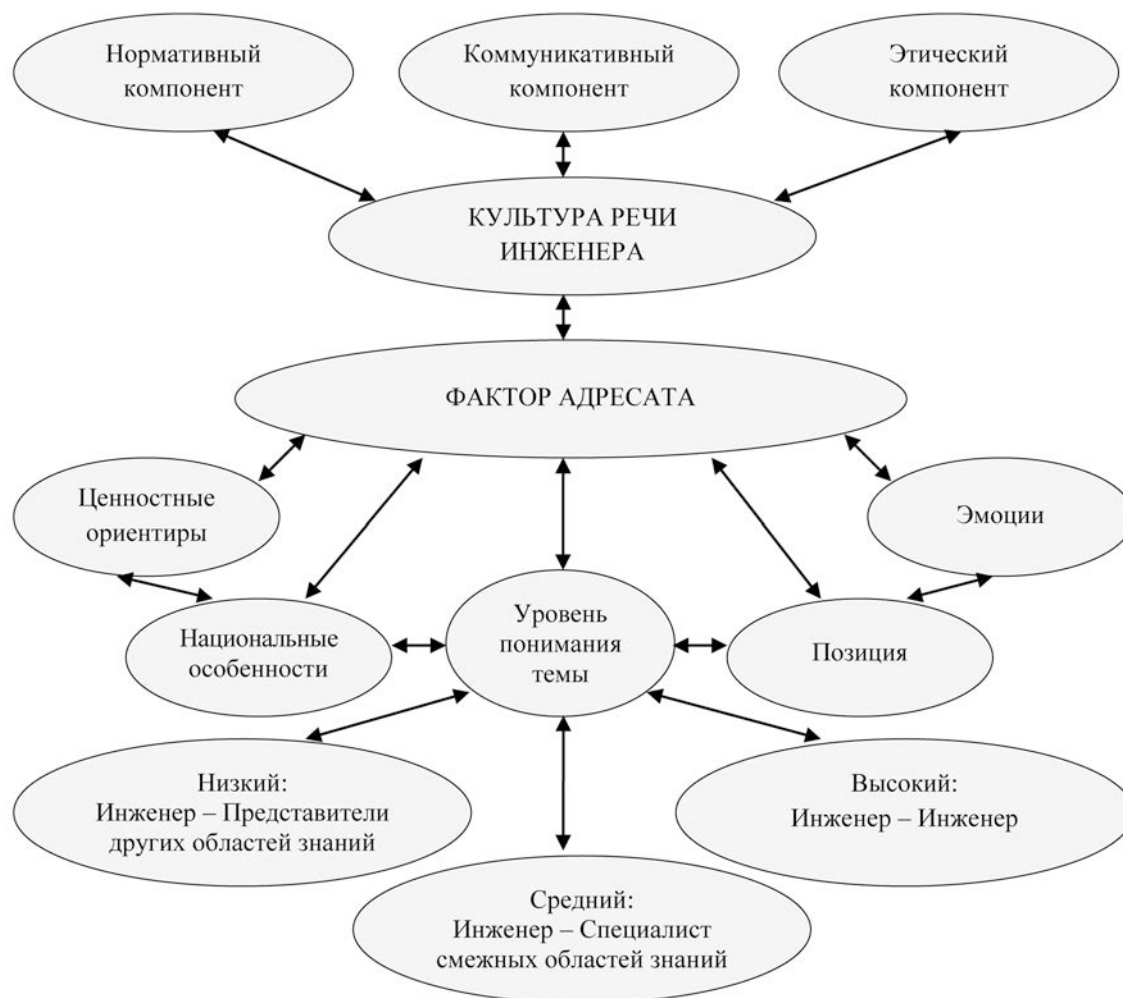 Нормативный
компонент
Коммуникативный
компонент
Этический
компонент
КУЛЬТУРА РЕЧИ
ИНЖЕНЕРА
ФАКТОР АДРЕСАТА
Ценностные
ориентиры
Эмоции
Национальные
особенности
Уровень
понимания
темы
Позиция
Низкий:
Инженер – Представители
других областей знаний
Высокий:
Инженер – Инженер
Средний:
Инженер – Специалист
смежных областей знаний